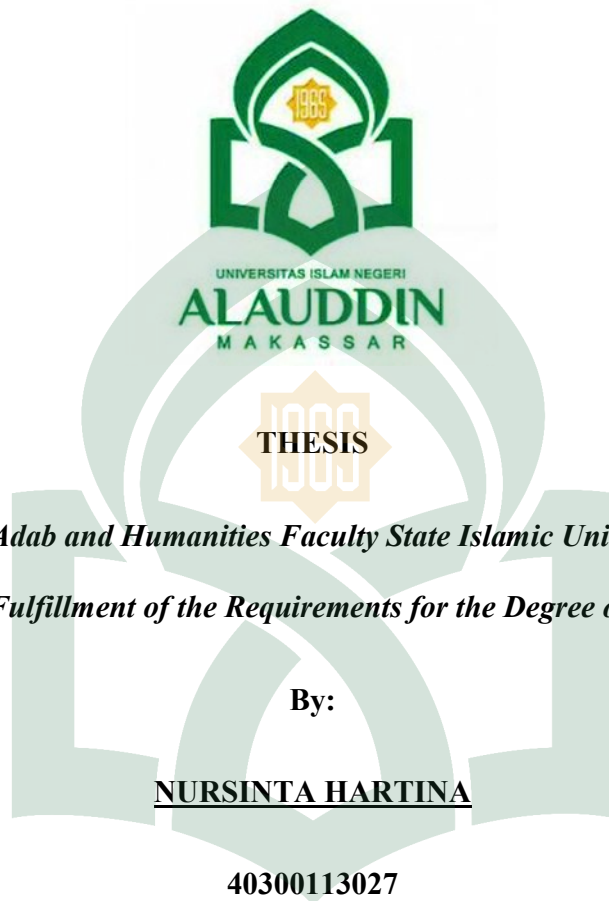 1965
UNIVERSITAS ISLAM NEGERI
ALAUDDIN
MAKASSAR
1965
THESIS
Adab and Humanities Faculty State Islamic Uni
Fulfillment of the Requirements for the Degree o
By:
NURSINTA HARTINA
40300113027